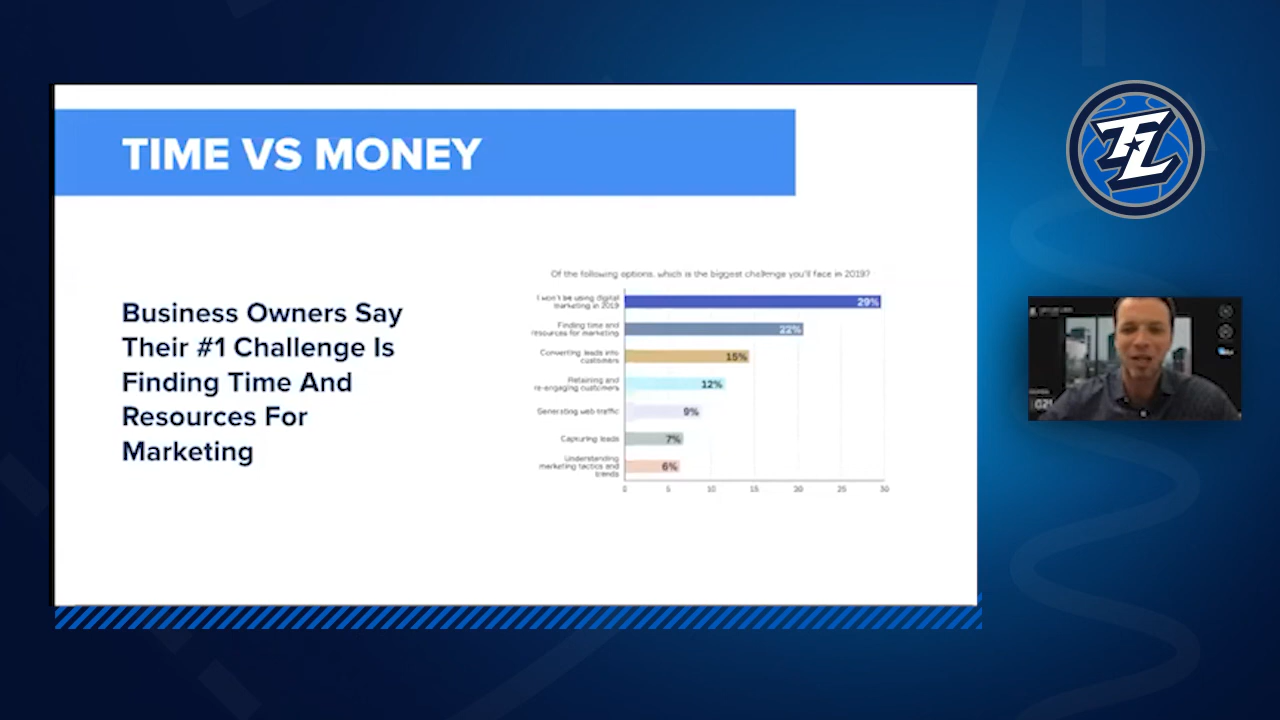 TIME VS MONEY
Business Owners Say
Their #1 Challenge Is
Finding Time And
Resources For
Marketing
Of the following options, which is the biggest challenge you'll face in 2019?
I won't be using digital
marketing in 2019
29%
Finding time and
resources for marketing
22%
Converting leads into
customers
15%
Retaining and
re-engaging customers
12%
Generating web traffic
9%
Capturing leads
7%
Understanding
marketing tactics and
trends
6%
0 5 10 15 20 25 30
TL